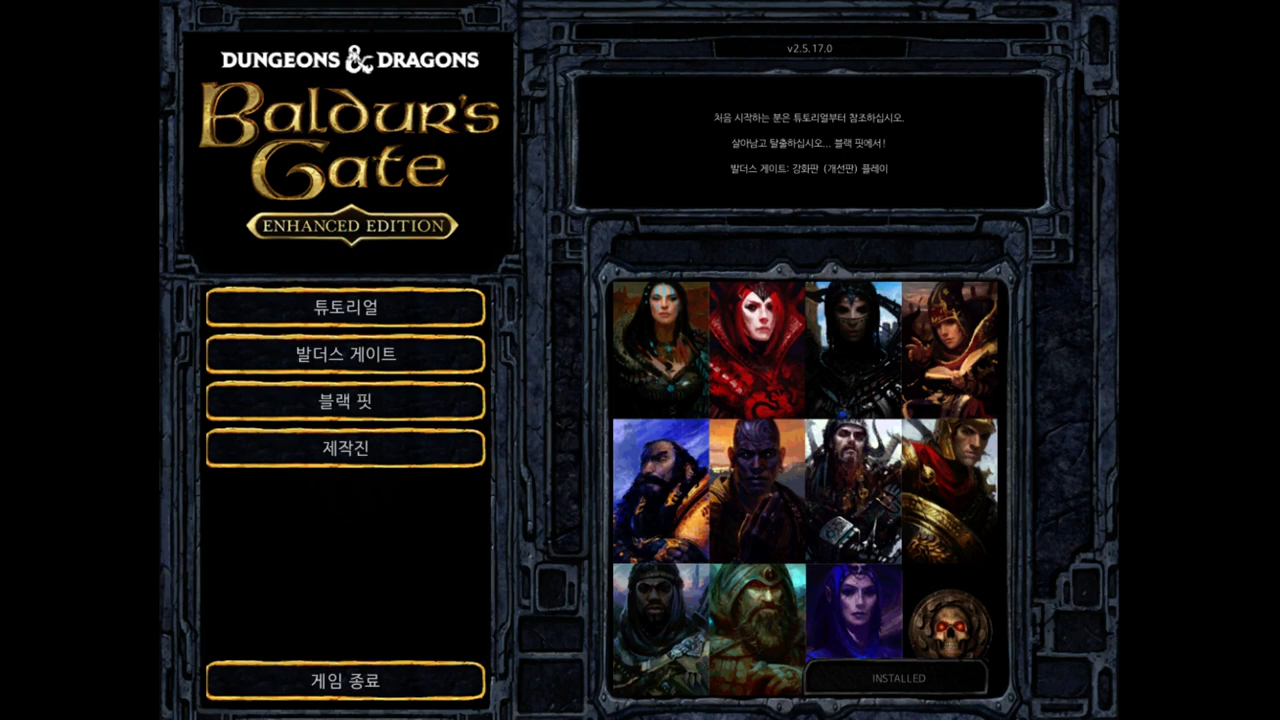 DUNGEONS & DRAGONS
Baldur's
Gate
ENHANCED EDITION
튜토리얼
발더스 게이트
블랙 핏
제작진
게임 종료
v2.5.17.0
처음 시작하는 분은 튜토리얼부터 참조하십시오.
살아남고 탈출하십시오... 블랙 핏에서!
발더스 게이트: 강화판 (개선판) 플레이
INSTALLED